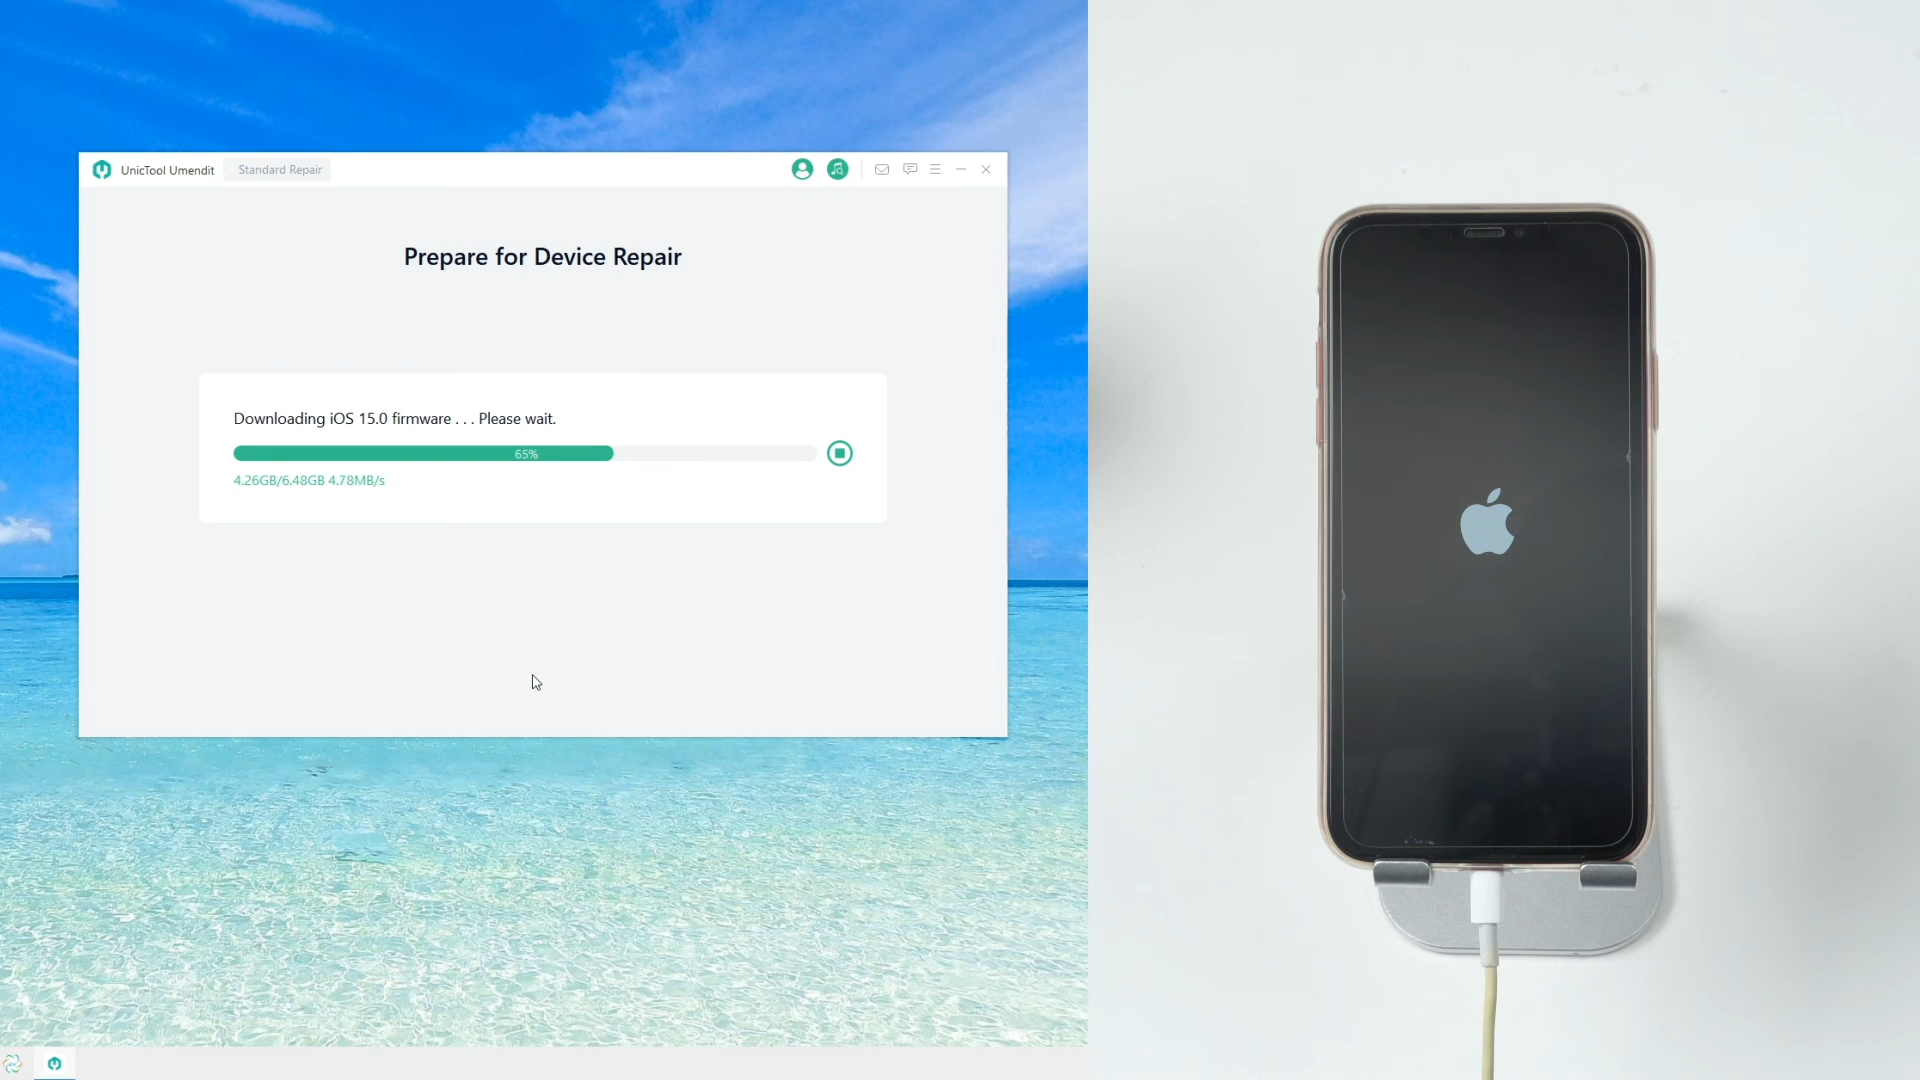 UnicTool Umendit
Standard Repair
Prepare for Device Repair
Downloading iOS 15.0 firmware . . . Please wait.
65%
4.26GB/6.48GB 4.78MB/s